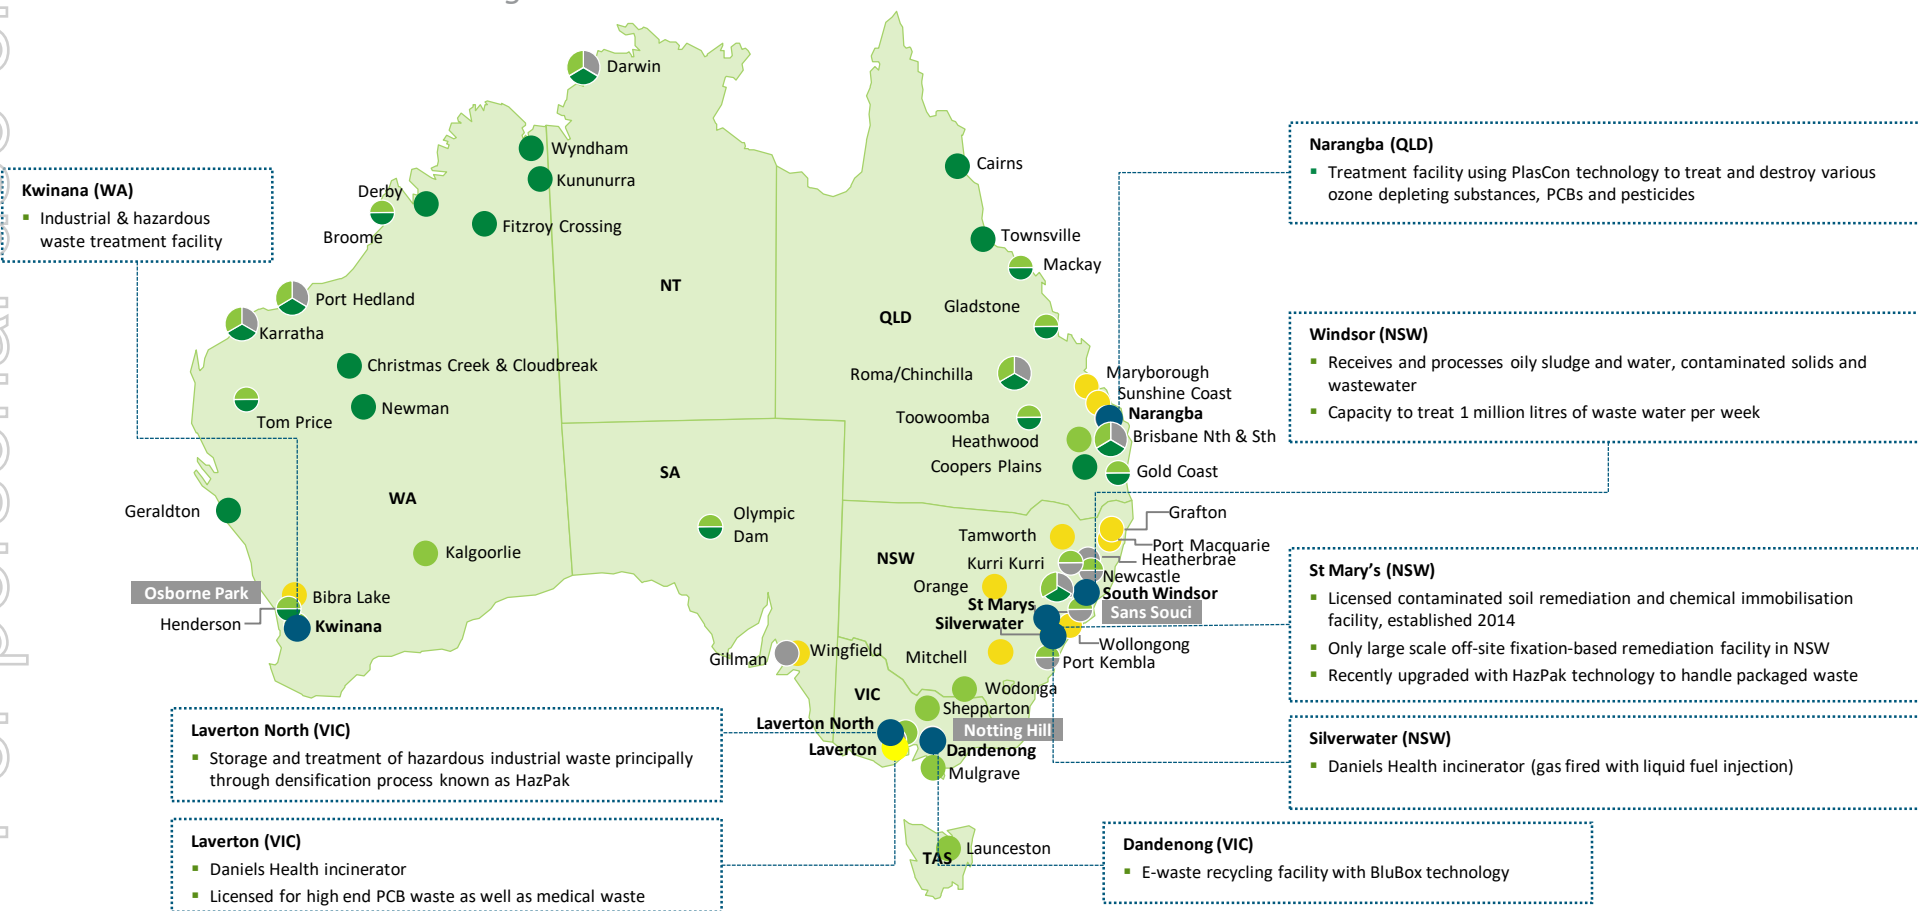 Darwin
Wyndham
Kununurra
Derby
Broome
Fitzroy Crossing
Port Hedland
Karratha
Christmas Creek & Cloudbreak
Newman
Tom Price
Geraldton
WA
Kalgoorlie
Osborne Park
Bibra Lake
Henderson
Kwinana
NT
SA
Olympic
Dam
Gillman
Wingfield
Cairns
Townsville
Mackay
Gladstone
QLD
Roma/Chinchilla
Maryborough
Sunshine Coast
Toowoomba
Narangba
Heathwood
Brisbane Nth & Sth
Coopers Plains
Gold Coast
Grafton
Tamworth
Port Macquarie
NSW
Kurri Kurri
Heatherbrae
Newcastle
Orange
South Windsor
St Marys
Sans Souci
Silverwater
Wollongong
Mitchell
Port Kembla
VIC
Wodonga
Shepparton
Laverton North
Notting Hill
Laverton
Dandenong
Mulgrave
TAS
Launceston
Kwinana (WA)
▪ Industrial & hazardous
waste treatment facility
Narangba (QLD)
▪ Treatment facility using PlasCon technology to treat and destroy various
ozone depleting substances, PCBs and pesticides
Windsor (NSW)
▪ Receives and processes oily sludge and water, contaminated solids and
wastewater
▪ Capacity to treat 1 million litres of waste water per week
St Mary’s (NSW)
▪ Licensed contaminated soil remediation and chemical immobilisation
facility, established 2014
▪ Only large scale off-site fixation-based remediation facility in NSW
▪ Recently upgraded with HazPak technology to handle packaged waste
Silverwater (NSW)
▪ Daniels Health incinerator (gas fired with liquid fuel injection)
Laverton North (VIC)
▪ Storage and treatment of hazardous industrial waste principally
through densification process known as HazPak
Laverton (VIC)
▪ Daniels Health incinerator
▪ Licensed for high end PCB waste as well as medical waste
Dandenong (VIC)
▪ E-waste recycling facility with BluBox technology